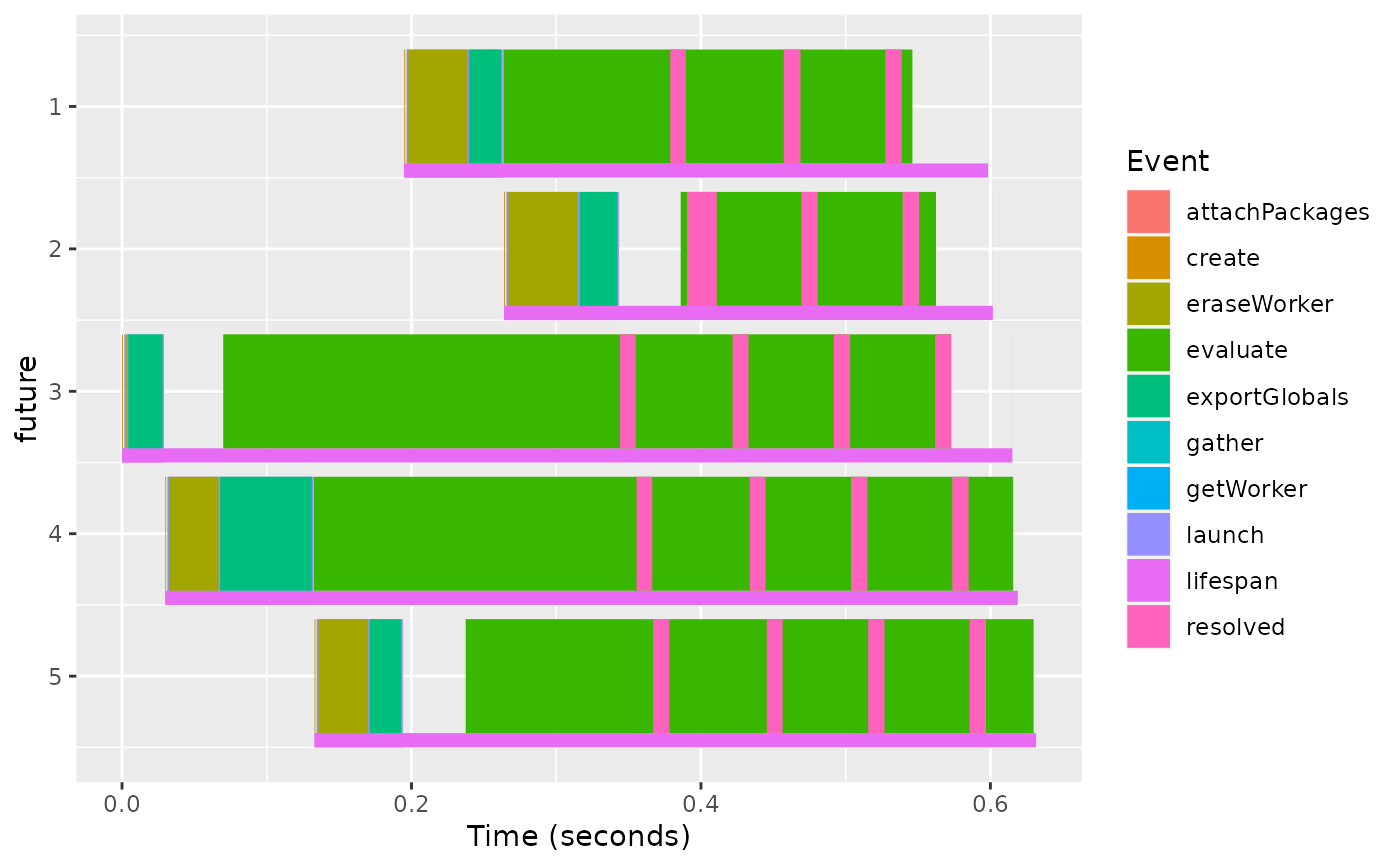 future
1
2
3
4
5
0.0
0.2
0.4
0.6
Time (seconds)
Event
attachPackages
create
eraseWorker
evaluate
exportGlobals
gather
getWorker
launch
lifespan
resolved